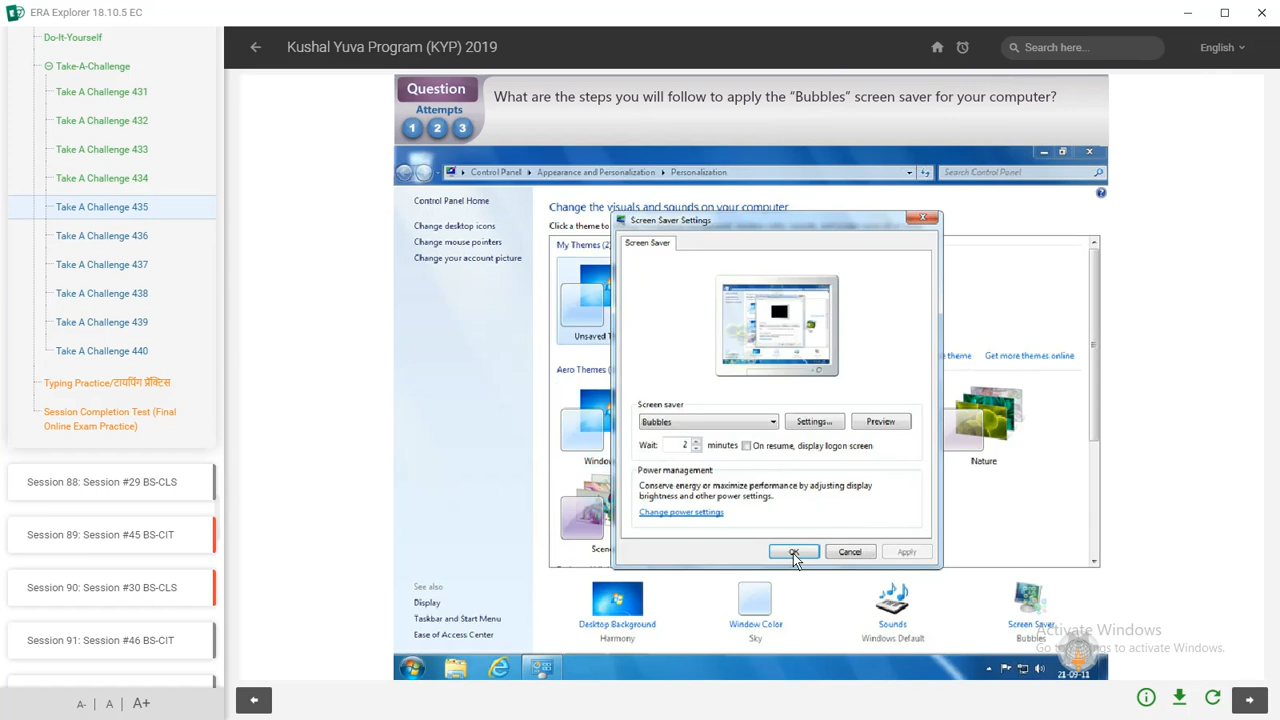 ERA Explorer 18.10.5 EC
Do-It-Yourself
Take-A-Challenge
Take A Challenge 431
Take A Challenge 432
Take A Challenge 433
Take A Challenge 434
Take A Challenge 435
Take A Challenge 436
Take A Challenge 437
Take A Challenge 438
Take A Challenge 439
Take A Challenge 440
Typing Practice/टायपिंग प्रॅक्टिस
Session Completion Test (Final
Online Exam Practice)
Session 88: Session #29 BS-CLS
Session 89: Session #45 BS-CIT
Session 90: Session #30 BS-CLS
Session 91: Session #46 BS-CIT
A- | A | A+
Kushal Yuva Program (KYP) 2019
Search here...
English
Question
Attempts
1 2 3
What are the steps you will follow to apply the “Bubbles” screen saver for your computer?
Control Panel ▸ Appearance and Personalization ▸ Personalization
Search Control Panel
Control Panel Home
Change desktop icons
Change mouse pointers
Change your account picture
See also
Display
Taskbar and Start Menu
Ease of Access Center
Change the visuals and sounds on your computer
Click a theme to
My Themes (2)
Unsaved
Aero Themes
theme
Get more themes online
Nature
Screen Saver Settings
Screen Saver
Screen saver
Bubbles
Settings...
Preview
Wait: 2 minutes
On resume, display logon screen
Power management
Conserve energy or maximize performance by adjusting display
brightness and other power settings.
Change power settings
OK
Cancel
Apply
Desktop Background
Harmony
Window Color
Sky
Sounds
Windows Default
Screen Saver
Bubbles
Activate Windows
21-09-11